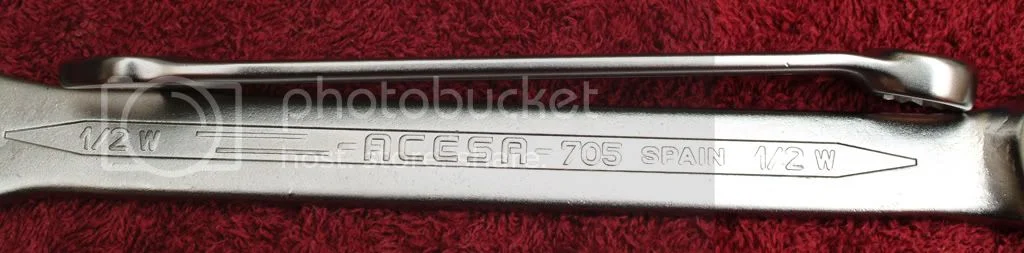 photobucket
1/2 W ACESA 705 SPAIN 1/2 W